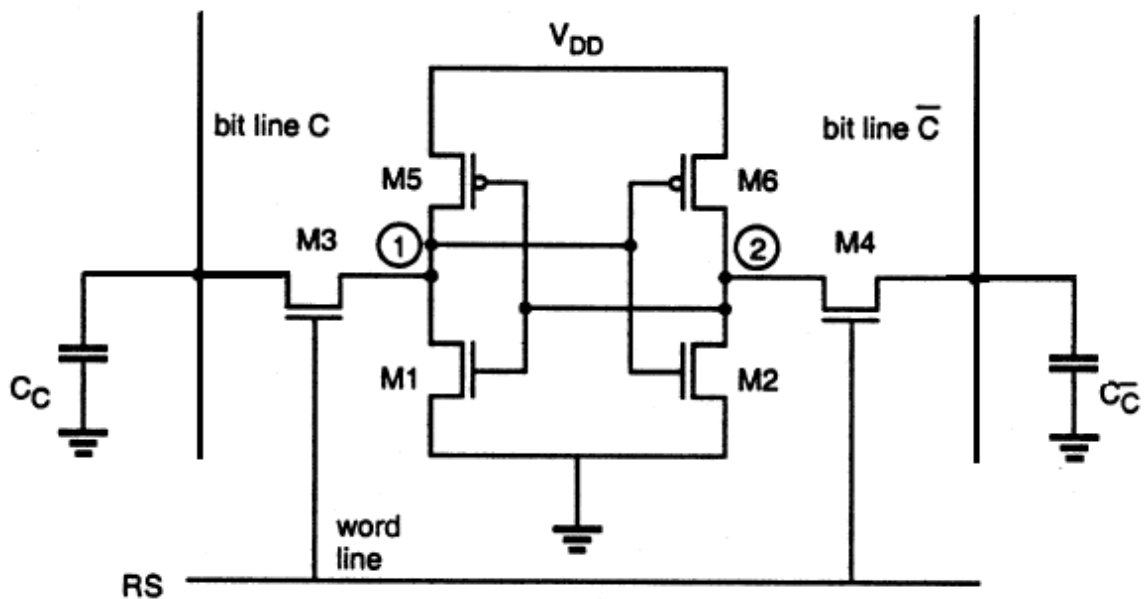 V_DD
bit line C
bit line C̅
M5
M6
M3
1
2
M4
M1
M2
C_C
C_C̅
word
line
RS